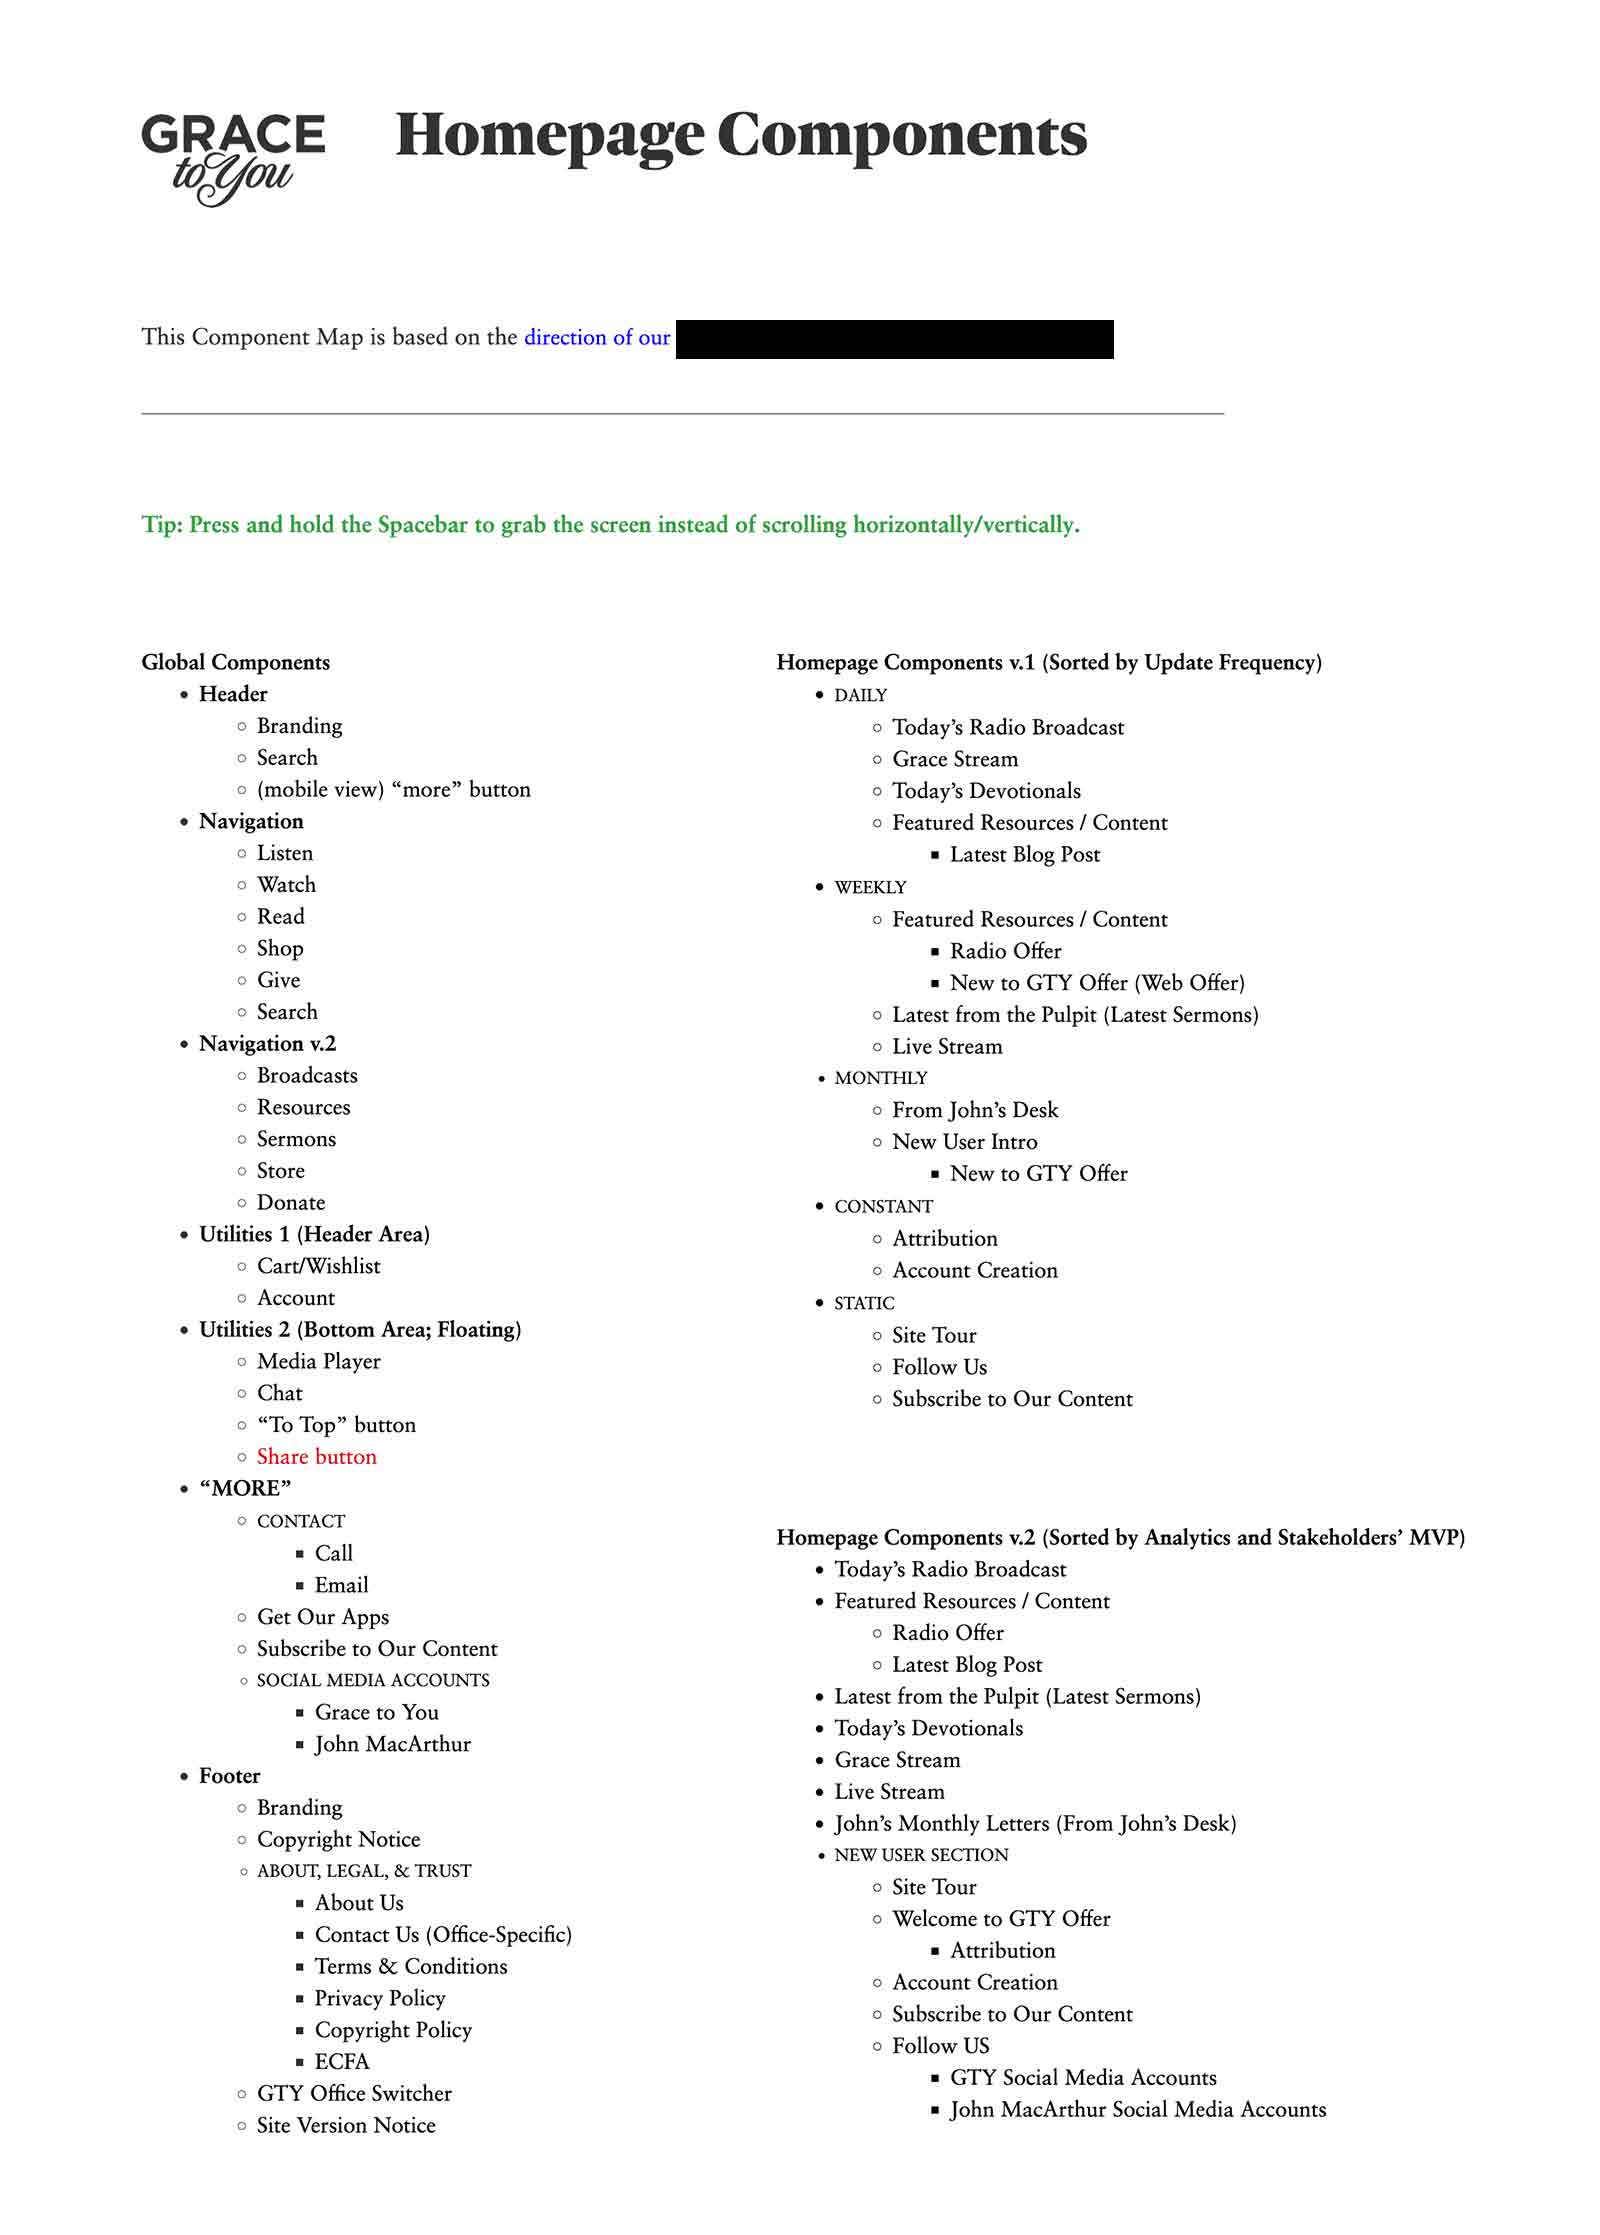 GRACE
to You
Homepage Components
This Component Map is based on the direction of our
Tip: Press and hold the Spacebar to grab the screen instead of scrolling horizontally/vertically.
Global Components
Header
Branding
Search
(mobile view) “more” button
Navigation
Listen
Watch
Read
Shop
Give
Search
Navigation v.2
Broadcasts
Resources
Sermons
Store
Donate
Utilities 1 (Header Area)
Cart/Wishlist
Account
Utilities 2 (Bottom Area; Floating)
Media Player
Chat
“To Top” button
Share button
“MORE”
CONTACT
Call
Email
Get Our Apps
Subscribe to Our Content
SOCIAL MEDIA ACCOUNTS
Grace to You
John MacArthur
Footer
Branding
Copyright Notice
ABOUT, LEGAL, & TRUST
About Us
Contact Us (Office-Specific)
Terms & Conditions
Privacy Policy
Copyright Policy
ECFA
GTY Office Switcher
Site Version Notice
Homepage Components v.1 (Sorted by Update Frequency)
DAILY
Today’s Radio Broadcast
Grace Stream
Today’s Devotionals
Featured Resources / Content
Latest Blog Post
WEEKLY
Featured Resources / Content
Radio Offer
New to GTY Offer (Web Offer)
Latest from the Pulpit (Latest Sermons)
Live Stream
MONTHLY
From John’s Desk
New User Intro
New to GTY Offer
CONSTANT
Attribution
Account Creation
STATIC
Site Tour
Follow Us
Subscribe to Our Content
Homepage Components v.2 (Sorted by Analytics and Stakeholders’ MVP)
Today’s Radio Broadcast
Featured Resources / Content
Radio Offer
Latest Blog Post
Latest from the Pulpit (Latest Sermons)
Today’s Devotionals
Grace Stream
Live Stream
John’s Monthly Letters (From John’s Desk)
NEW USER SECTION
Site Tour
Welcome to GTY Offer
Attribution
Account Creation
Subscribe to Our Content
Follow US
GTY Social Media Accounts
John MacArthur Social Media Accounts